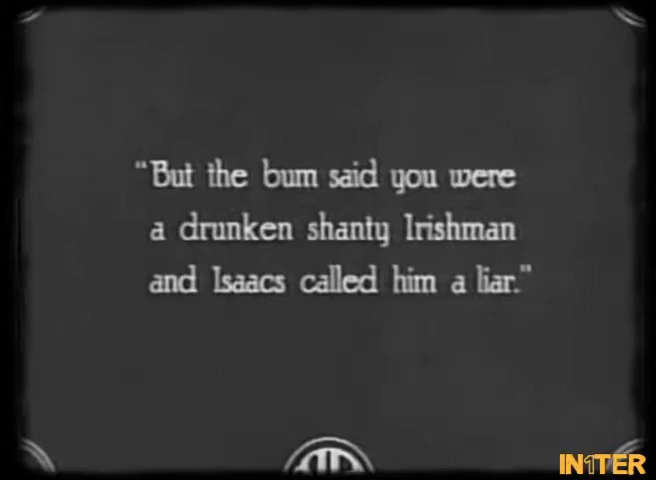 “But the bum said you were
a drunken shanty Irishman
and Isaacs called him a liar.”
IN1TER